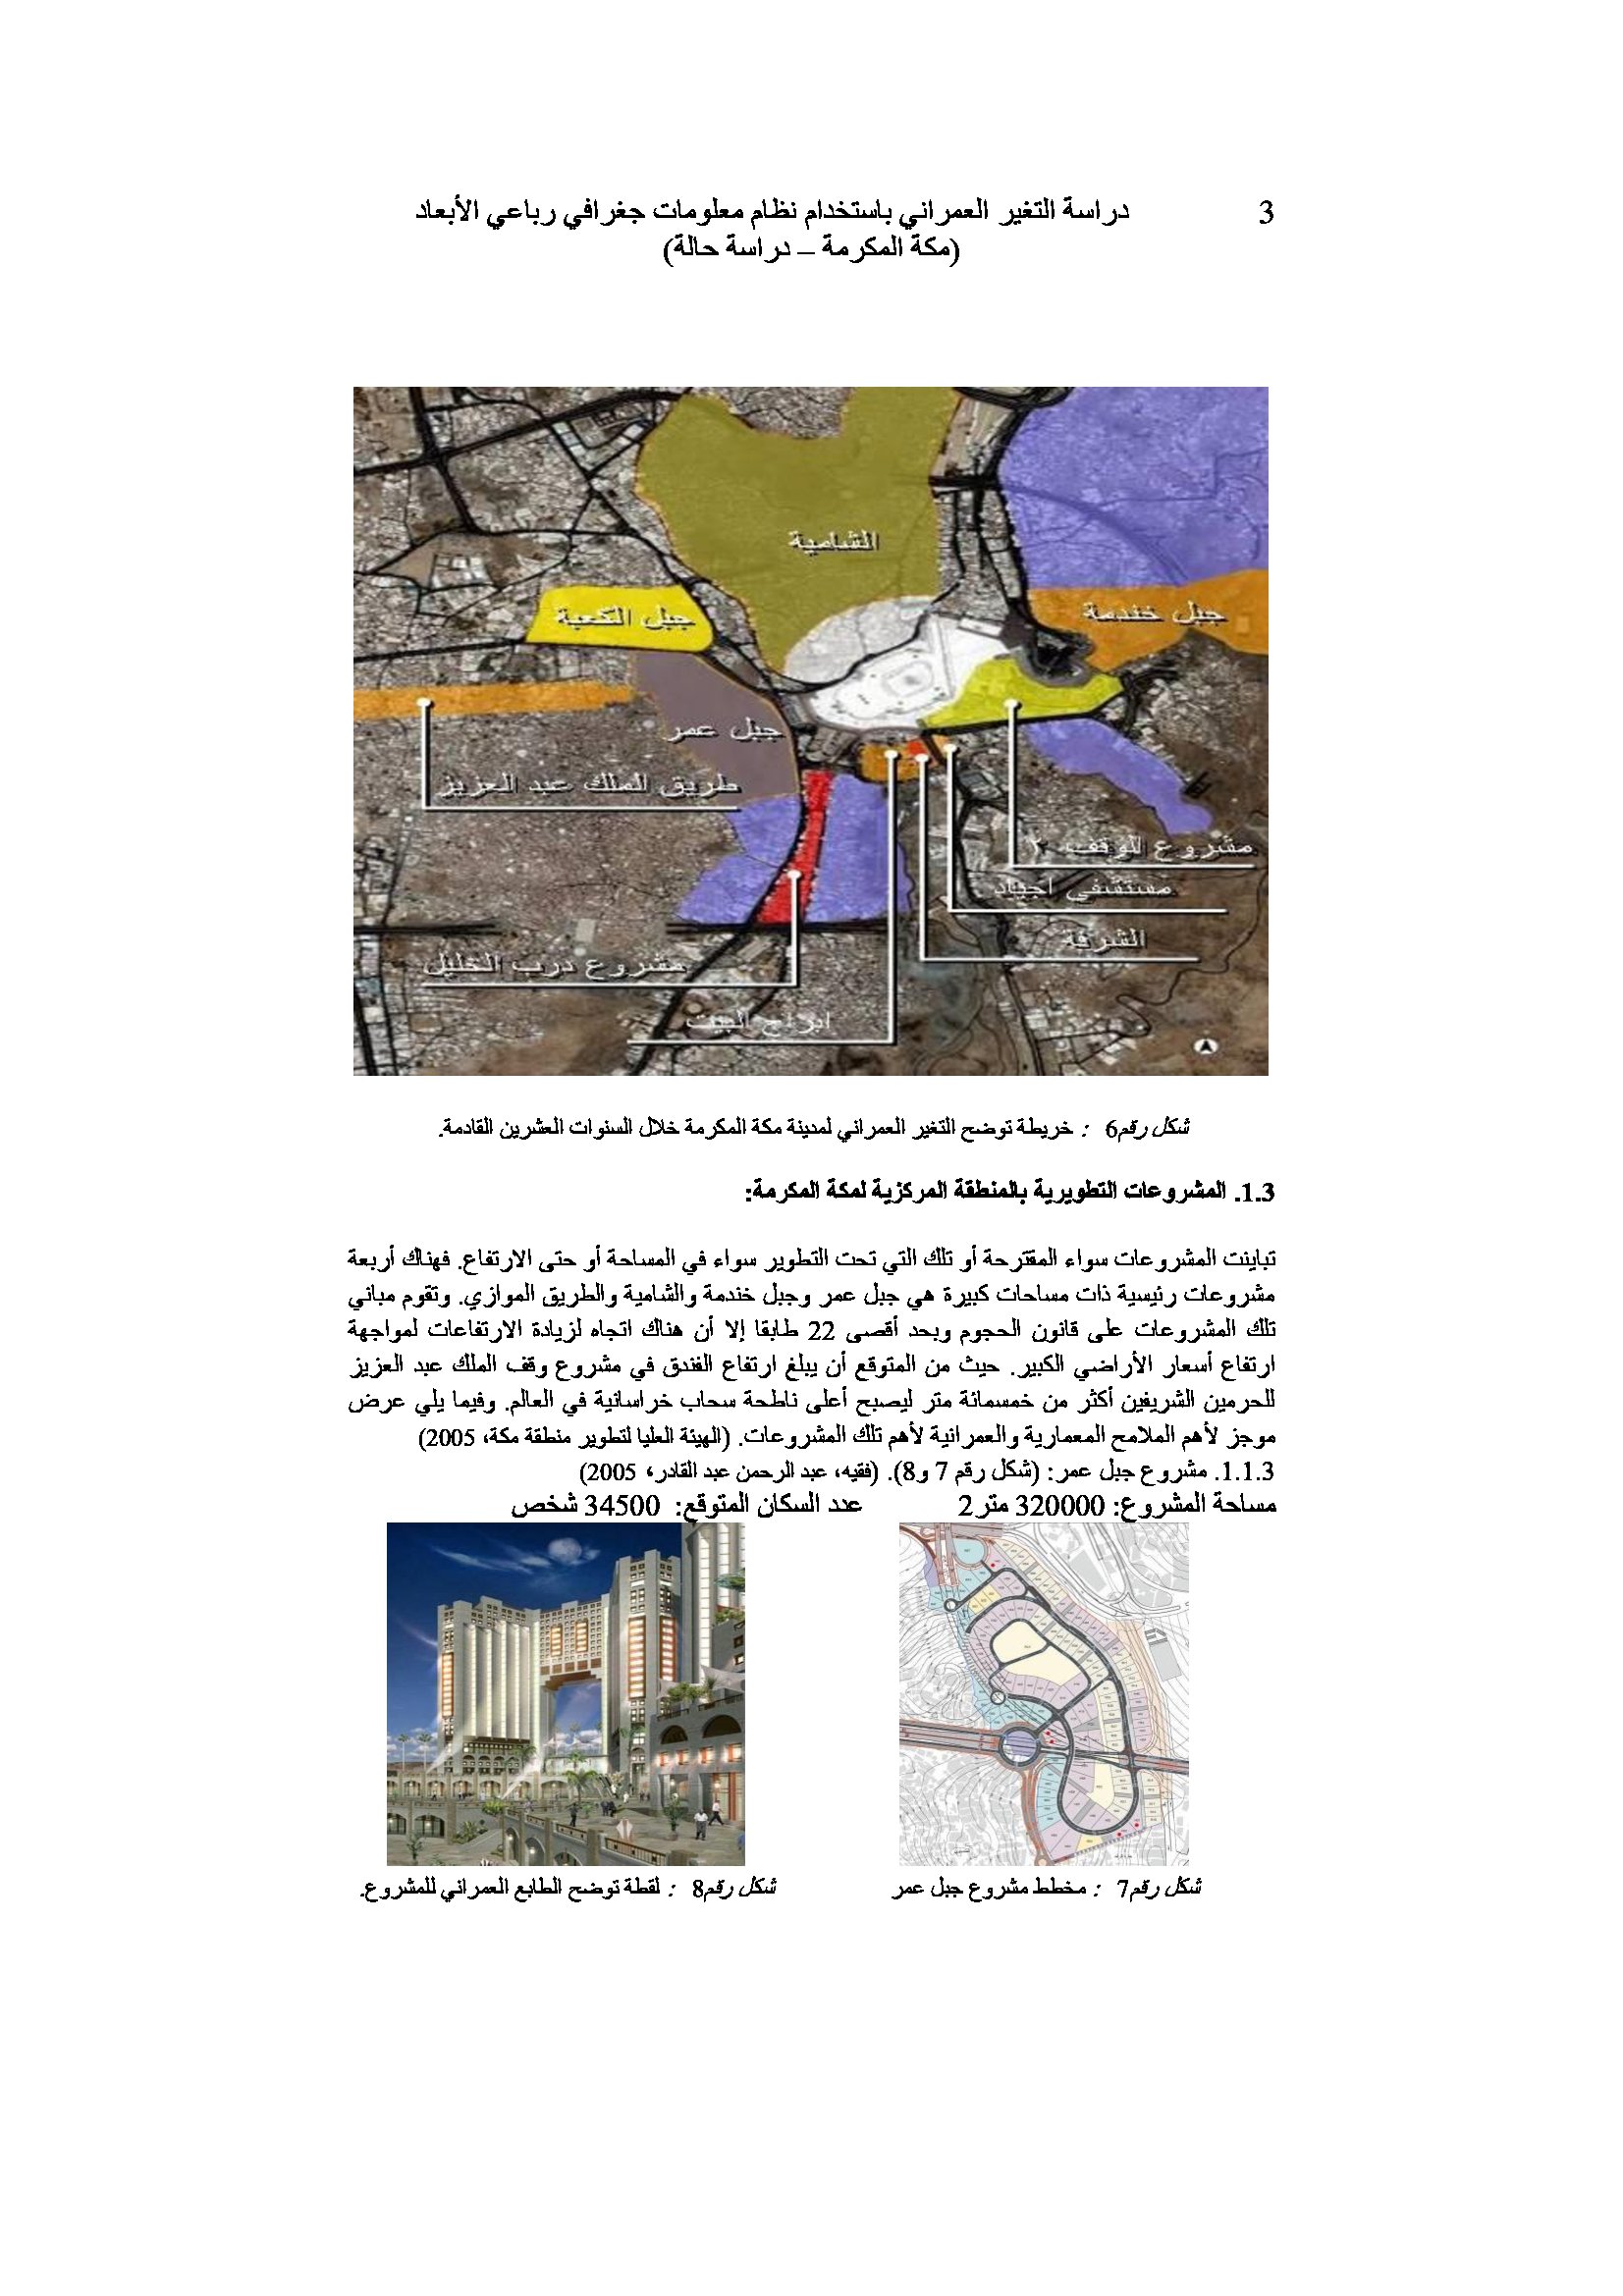 3
دراسة التغير العمراني باستخدام نظام معلومات جغرافي رباعي الأبعاد
(مكة المكرمة – دراسة حالة)
الشامية
جبل الكعبة
جبل خندمة
جبل عمر
طريق الملك عبد العزيز
مشروع الوقف ٢
مستشفى اجياد
الشرفة
مشروع درب الخليل
ابراج البيت
شكل رقم6 : خريطة توضح التغير العمراني لمدينة مكة المكرمة خلال السنوات العشرين القادمة.
1.3. المشروعات التطويرية بالمنطقة المركزية لمكة المكرمة:
تباينت المشروعات سواء المقترحة أو تلك التي تحت التطوير سواء في المساحة أو حتى الارتفاع. فهناك أربعة
مشروعات رئيسية ذات مساحات كبيرة هي جبل عمر وجبل خندمة والشامية والطريق الموازي. وتقوم مباني
تلك المشروعات على قانون الحجوم وبحد أقصى 22 طابقا إلا أن هناك اتجاه لزيادة الارتفاعات لمواجهة
ارتفاع أسعار الأراضي الكبير. حيث من المتوقع أن يبلغ ارتفاع الفندق في مشروع وقف الملك عبد العزيز
للحرمين الشريفين أكثر من خمسمائة متر ليصبح أعلى ناطحة سحاب خراسانية في العالم. وفيما يلي عرض
موجز لأهم الملامح المعمارية والعمرانية لأهم تلك المشروعات. (الهيئة العليا لتطوير منطقة مكة، 2005)
1.1.3. مشروع جبل عمر: (شكل رقم 7 و8). (فقيه، عبد الرحمن عبد القادر، 2005)
مساحة المشروع: 320000 متر2 عدد السكان المتوقع: 34500 شخص
شكل رقم7 : مخطط مشروع جبل عمر
شكل رقم8 : لقطة توضح الطابع العمراني للمشروع.